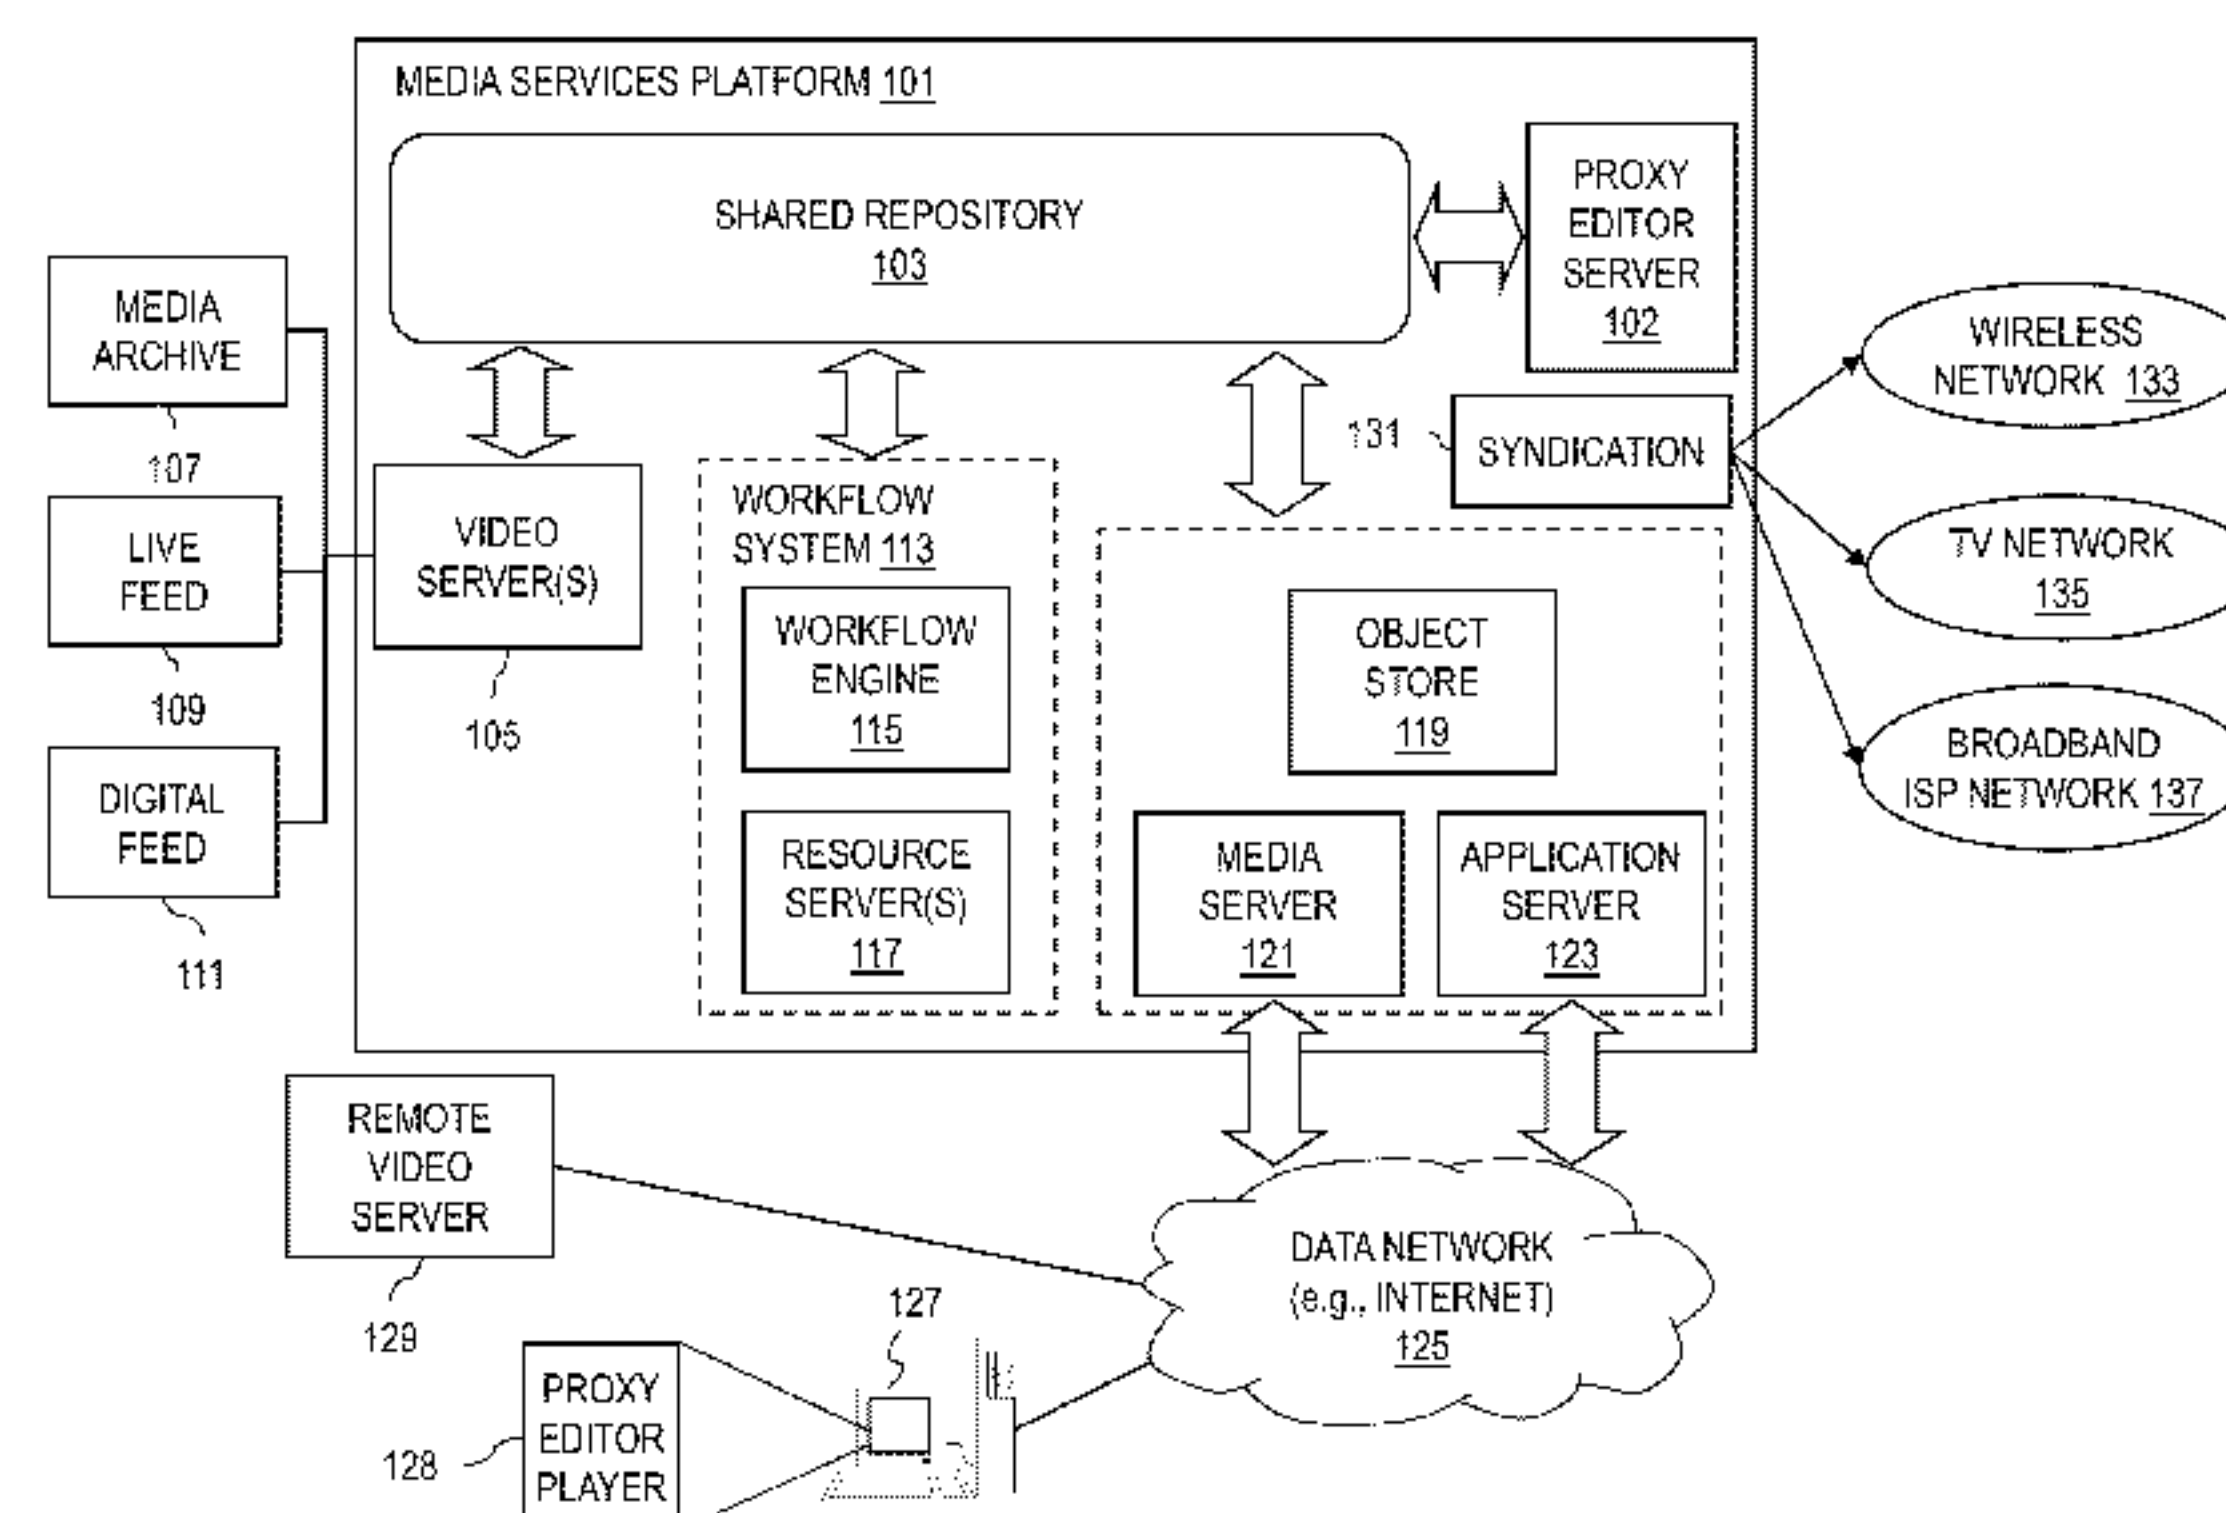 MEDIA SERVICES PLATFORM 101
SHARED REPOSITORY
103
PROXY
EDITOR
SERVER
102
MEDIA
ARCHIVE
107
LIVE
FEED
109
DIGITAL
FEED
111
VIDEO
SERVER(S)
105
WORKFLOW
SYSTEM 113
WORKFLOW
ENGINE
115
RESOURCE
SERVER(S)
117
131
SYNDICATION
OBJECT
STORE
119
MEDIA
SERVER
121
APPLICATION
SERVER
123
WIRELESS
NETWORK 133
TV NETWORK
135
BROADBAND
ISP NETWORK 137
REMOTE
VIDEO
SERVER
129
DATA NETWORK
(e.g., INTERNET)
125
127
PROXY
EDITOR
PLAYER
128